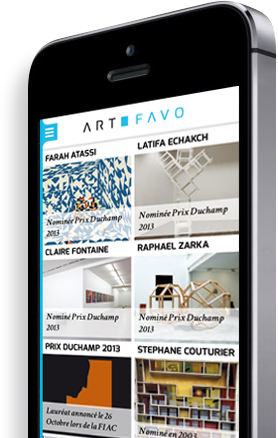 ART FAVO
FARAH ATASSI
LATIFA ECHAKCH
Nominée Prix Duchamp
2013
Nominée Prix Duchamp
2013
CLAIRE FONTAINE
RAPHAEL ZARKA
Nominé Prix Duchamp
2013
Nominé Prix Duchamp
2013
PRIX DUCHAMP 2013
STEPHANE COUTURIER
Lauréat annoncé le 26
Octobre lors de la FIAC
Nominé en 2003